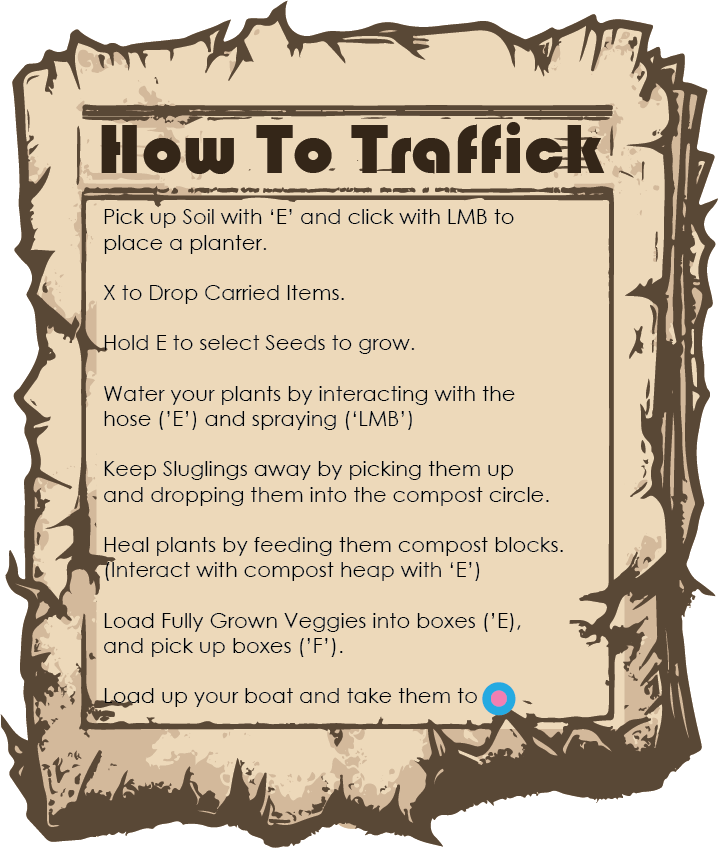 How To Traffick
Pick up Soil with ‘E’ and click with LMB to
place a planter.
X to Drop Carried Items.
Hold E to select Seeds to grow.
Water your plants by interacting with the
hose (’E’) and spraying (‘LMB’)
Keep Sluglings away by picking them up
and dropping them into the compost circle.
Heal plants by feeding them compost blocks.
(Interact with compost heap with ‘E’)
Load Fully Grown Veggies into boxes (’E),
and pick up boxes (’F’).
Load up your boat and take them to